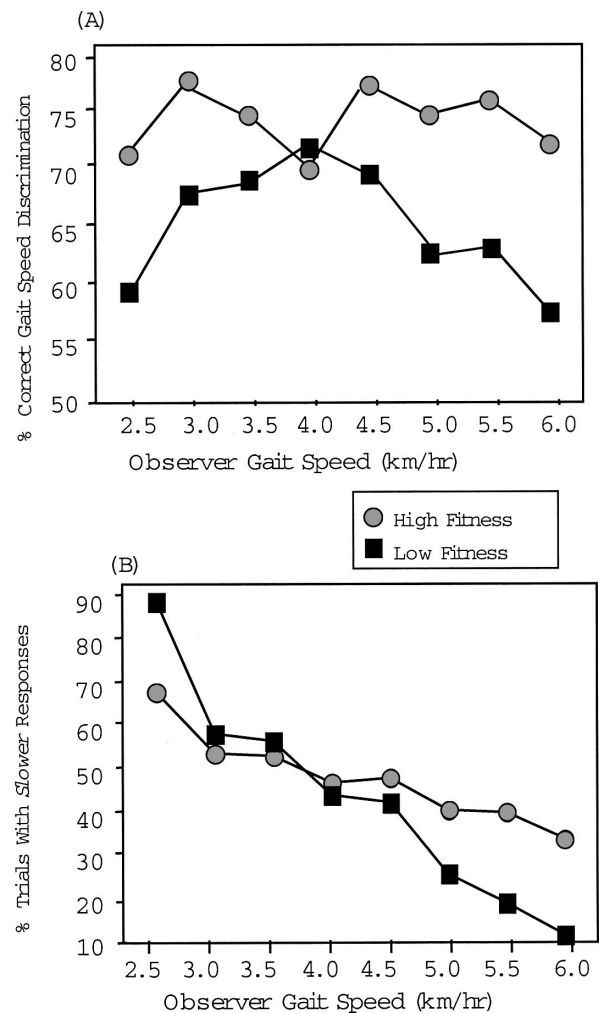 (A)
% Correct Gait Speed Discrimination
80
75
70
65
60
55
50
2.5 3.0 3.5 4.0 4.5 5.0 5.5 6.0
Observer Gait Speed (km/hr)
High Fitness
Low Fitness
(B)
% Trials With Slower Responses
90
80
70
60
50
40
30
20
10
2.5 3.0 3.5 4.0 4.5 5.0 5.5 6.0
Observer Gait Speed (km/hr)